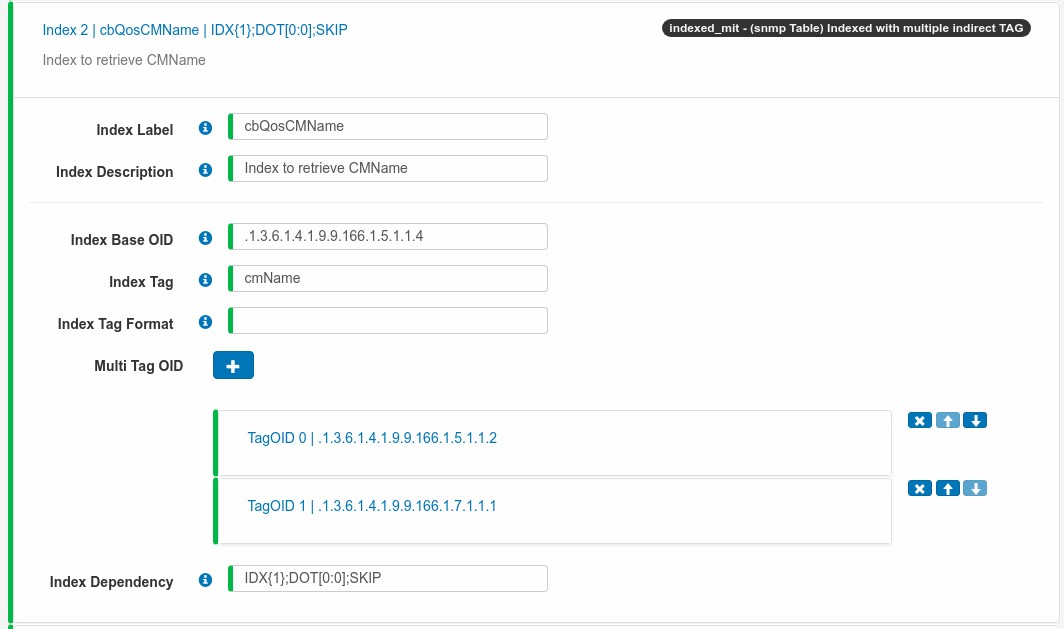 Index 2 | cbQosCMName | IDX{1};DOT[0:0];SKIP
indexed_mit - (snmp Table) Indexed with multiple indirect TAG
Index to retrieve CMName
Index Label
cbQosCMName
Index Description
Index to retrieve CMName
Index Base OID
.1.3.6.1.4.1.9.9.166.1.5.1.1.4
Index Tag
cmName
Index Tag Format
Multi Tag OID
TagOID 0 | .1.3.6.1.4.1.9.9.166.1.5.1.1.2
TagOID 1 | .1.3.6.1.4.1.9.9.166.1.7.1.1.1
Index Dependency
IDX{1};DOT[0:0];SKIP